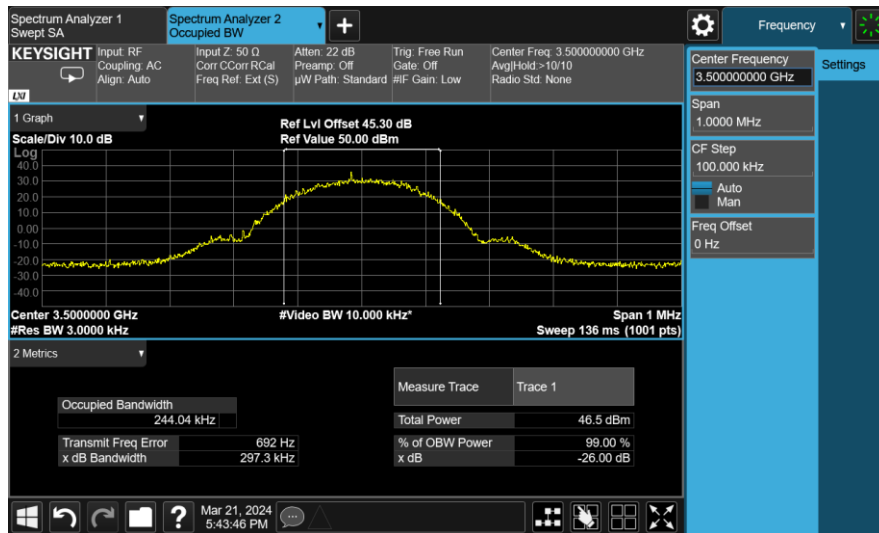 Spectrum Analyzer 1
Swept SA
Spectrum Analyzer 2
Occupied BW
+
Frequency
KEYSIGHT
LXI
Input: RF
Coupling: AC
Align: Auto
Input Z: 50 Ω
Corr CCorr RCal
Freq Ref: Ext (S)
Atten: 22 dB
Preamp: Off
µW Path: Standard
Trig: Free Run
Gate: Off
#IF Gain: Low
Center Freq: 3.500000000 GHz
Avg|Hold:>10/10
Radio Std: None
Center Frequency
3.500000000 GHz
Settings
Span
1.0000 MHz
CF Step
100.000 kHz
Auto
Man
Freq Offset
0 Hz
1 Graph
Scale/Div 10.0 dB
Ref Lvl Offset 45.30 dB
Ref Value 50.00 dBm
Log
40.0
30.0
20.0
10.0
0.00
-10.0
-20.0
-30.0
-40.0
Center 3.5000000 GHz
#Res BW 3.0000 kHz
#Video BW 10.000 kHz*
Span 1 MHz
Sweep 136 ms (1001 pts)
2 Metrics
Measure Trace Trace 1
Occupied Bandwidth
244.04 kHz
Total Power 46.5 dBm
Transmit Freq Error 692 Hz
% of OBW Power 99.00 %
x dB Bandwidth 297.3 kHz
x dB -26.00 dB
?
Mar 21, 2024
5:43:46 PM